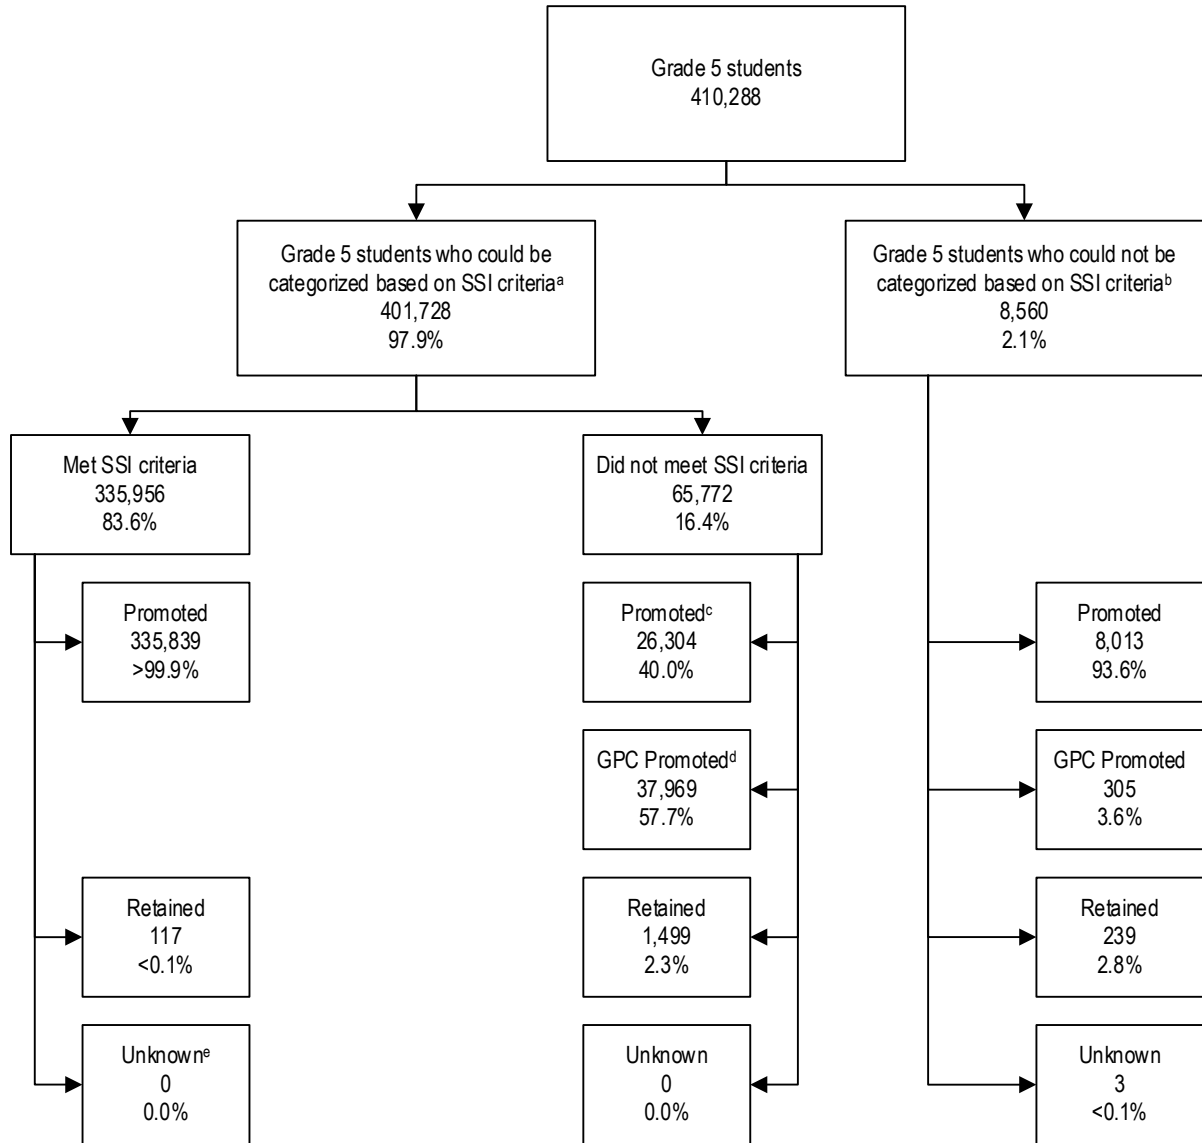 Grade 5 students
410,288
Grade 5 students who could be
categorized based on SSI criteriaᵃ
401,728
97.9%
Grade 5 students who could not be
categorized based on SSI criteriaᵇ
8,560
2.1%
Met SSI criteria
335,956
83.6%
Did not meet SSI criteria
65,772
16.4%
Promoted
335,839
>99.9%
Promotedᶜ
26,304
40.0%
Promoted
8,013
93.6%
GPC Promotedᵈ
37,969
57.7%
GPC Promoted
305
3.6%
Retained
117
<0.1%
Retained
1,499
2.3%
Retained
239
2.8%
Unknownᵉ
0
0.0%
Unknown
0
0.0%
Unknown
3
<0.1%